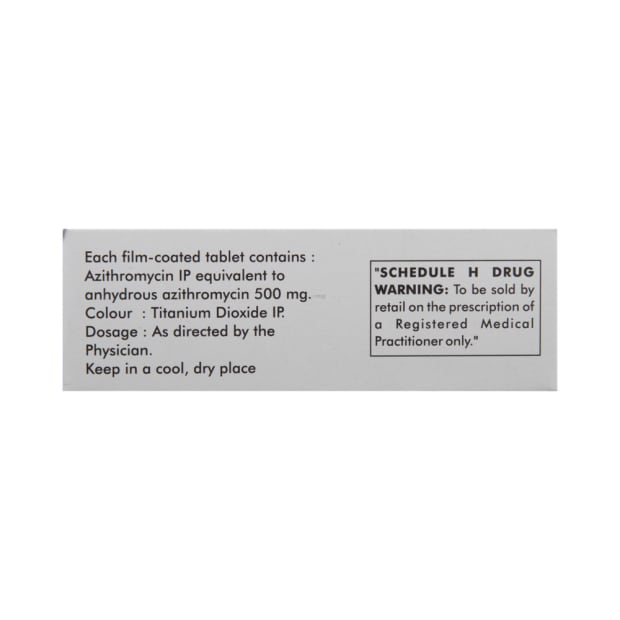 Each film-coated tablet contains :
Azithromycin IP equivalent to
anhydrous azithromycin 500 mg.
Colour : Titanium Dioxide IP.
Dosage : As directed by the
Physician.
Keep in a cool, dry place
"SCHEDULE H DRUG
WARNING: To be sold by
retail on the prescription of
a Registered Medical
Practitioner only."